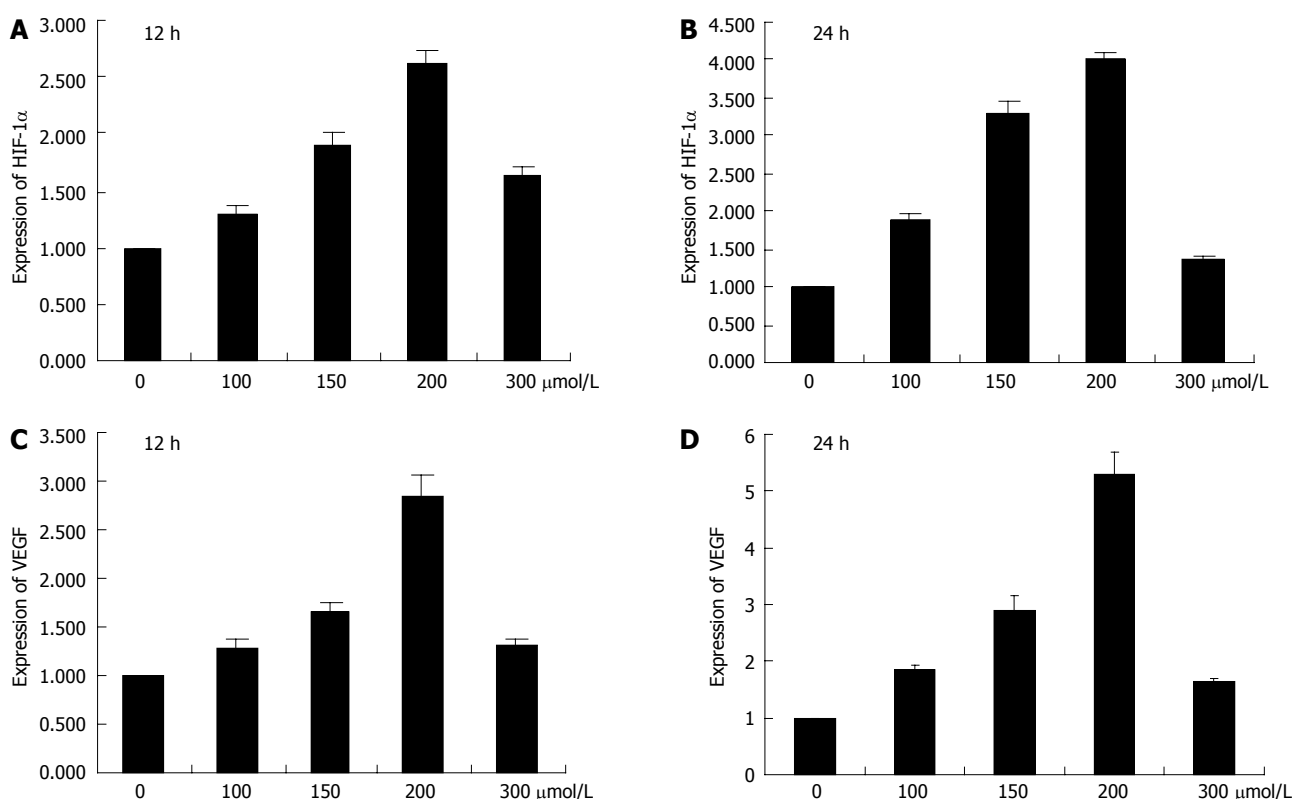 A
12 h
Expression of HIF-1α
3.000
2.500
2.000
1.500
1.000
0.500
0.000
0 100 150 200 300 μmol/L
B
24 h
Expression of HIF-1α
4.500
4.000
3.500
3.000
2.500
2.000
1.500
1.000
0.500
0.000
0 100 150 200 300 μmol/L
C
12 h
Expression of VEGF
3.500
3.000
2.500
2.000
1.500
1.000
0.500
0.000
0 100 150 200 300 μmol/L
D
24 h
Expression of VEGF
6
5
4
3
2
1
0
0 100 150 200 300 μmol/L